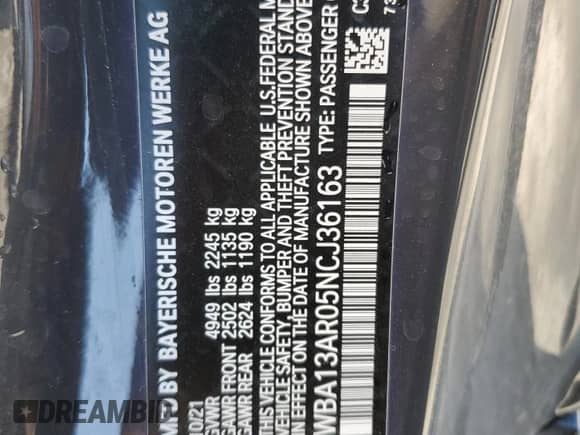 MFD BY BAYERISCHE MOTOREN WERKE AG
10/21
GVWR 4949 lbs 2245 kg
GAWR FRONT 2502 lbs 1135 kg
GAWR REAR 2624 lbs 1190 kg
THIS VEHICLE CONFORMS TO ALL APPLICABLE U.S. FEDERAL M
VEHICLE SAFETY, BUMPER AND THEFT PREVENTION STAND
IN EFFECT ON THE DATE OF MANUFACTURE SHOWN ABOVE
WBA13AR05NCJ36163 TYPE: PASSENGER
DREAMBID
.com